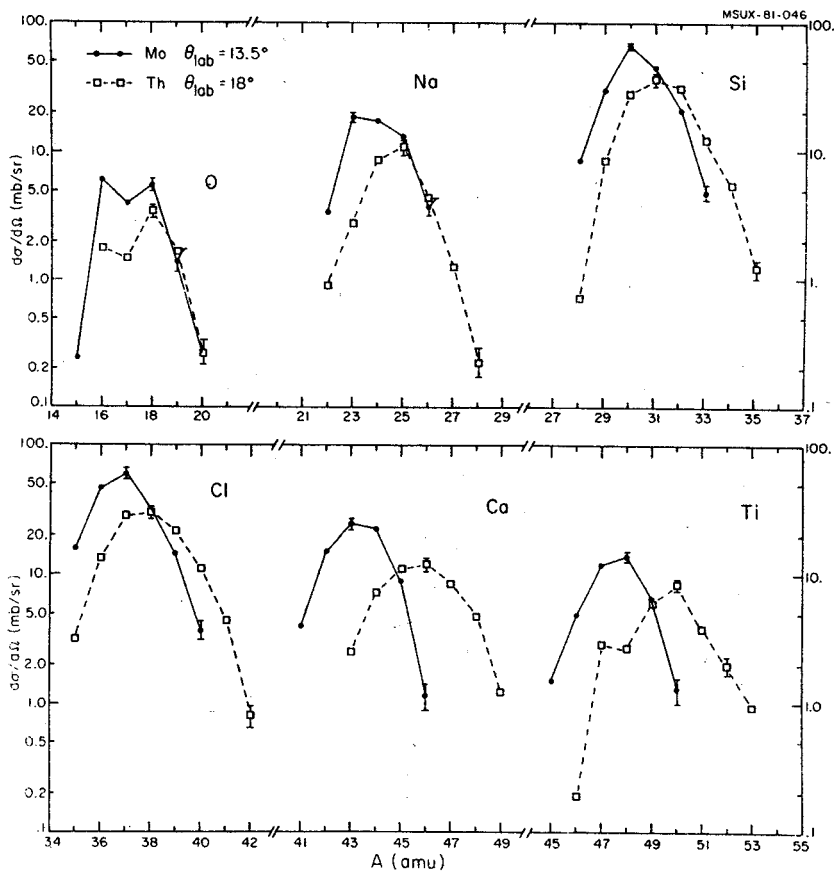 MSUX-81-046
Mo θlab = 13.5°
Th θlab = 18°
O
Na
Si
100.
50.
20.
10.
5.0
2.0
1.0
0.5
0.2
0.1
dσ/dΩ (mb/sr)
100.
10.
1.0
.1
14 16 18 20 21 23 25 27 29 27 29 31 33 35 37
Cl
Ca
Ti
100.
50.
20.
10.
5.0
2.0
1.0
0.5
0.2
.1
dσ/dΩ (mb/sr)
100.
10.
1.0
.1
34 36 38 40 42 41 43 45 47 49 45 47 49 51 53 55
A (amu)